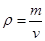 ρ = m/v